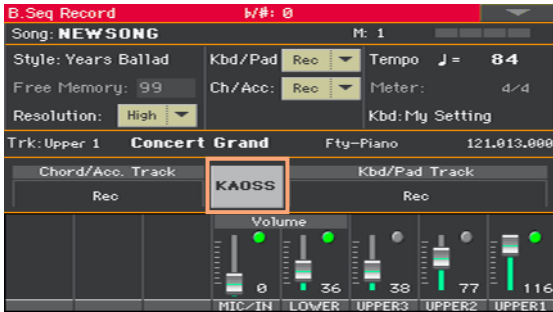 B.Seq Record ♭/#: 0
Song: NEWSONG M: 1
Style: Years Ballad Kbd/Pad Rec Tempo ♩= 84
Free Memory: 99 Ch/Acc: Rec Meter: 4/4
Resolution: High Kbd: My Setting
Trk: Upper 1 Concert Grand Fty-Piano 121.013.000
Chord/Acc. Track KAOSS Kbd/Pad Track
Rec Rec
Volume
0 36 38 77 116
MIC/IN LOWER UPPER3 UPPER2 UPPER1